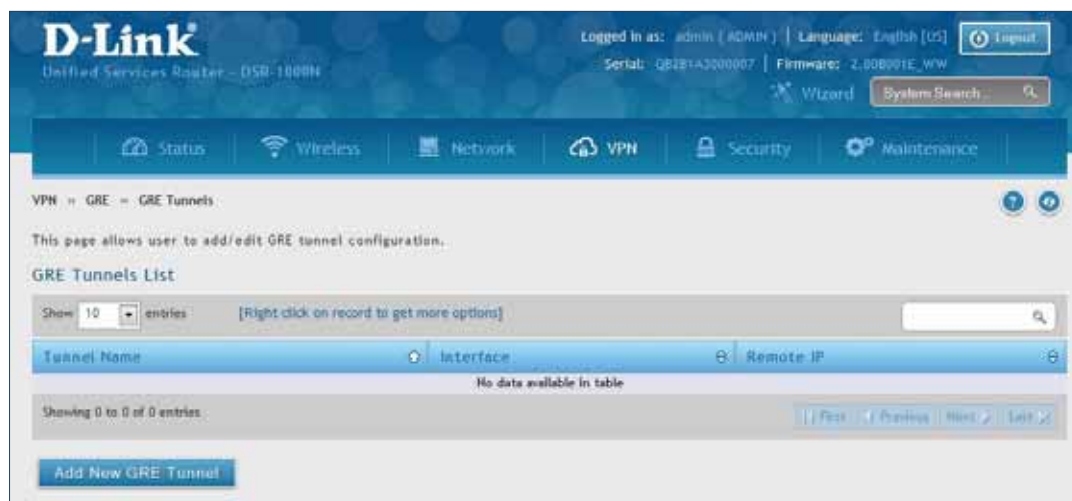 D-Link
Unified Services Router - DSR-1000N
Logged in as: admin ( ADMIN ) | Language: English [US]
Logout
Serial: QB2B1A3000007 | Firmware: 2.00B001E_WW
Wizard
System Search...
Status
Wireless
Network
VPN
Security
Maintenance
VPN » GRE » GRE Tunnels
This page allows user to add/edit GRE tunnel configuration.
GRE Tunnels List
Show 10 entries
[Right click on record to get more options]
Tunnel Name
Interface
Remote IP
No data available in table
Showing 0 to 0 of 0 entries
First
Previous
Next
Last
Add New GRE Tunnel